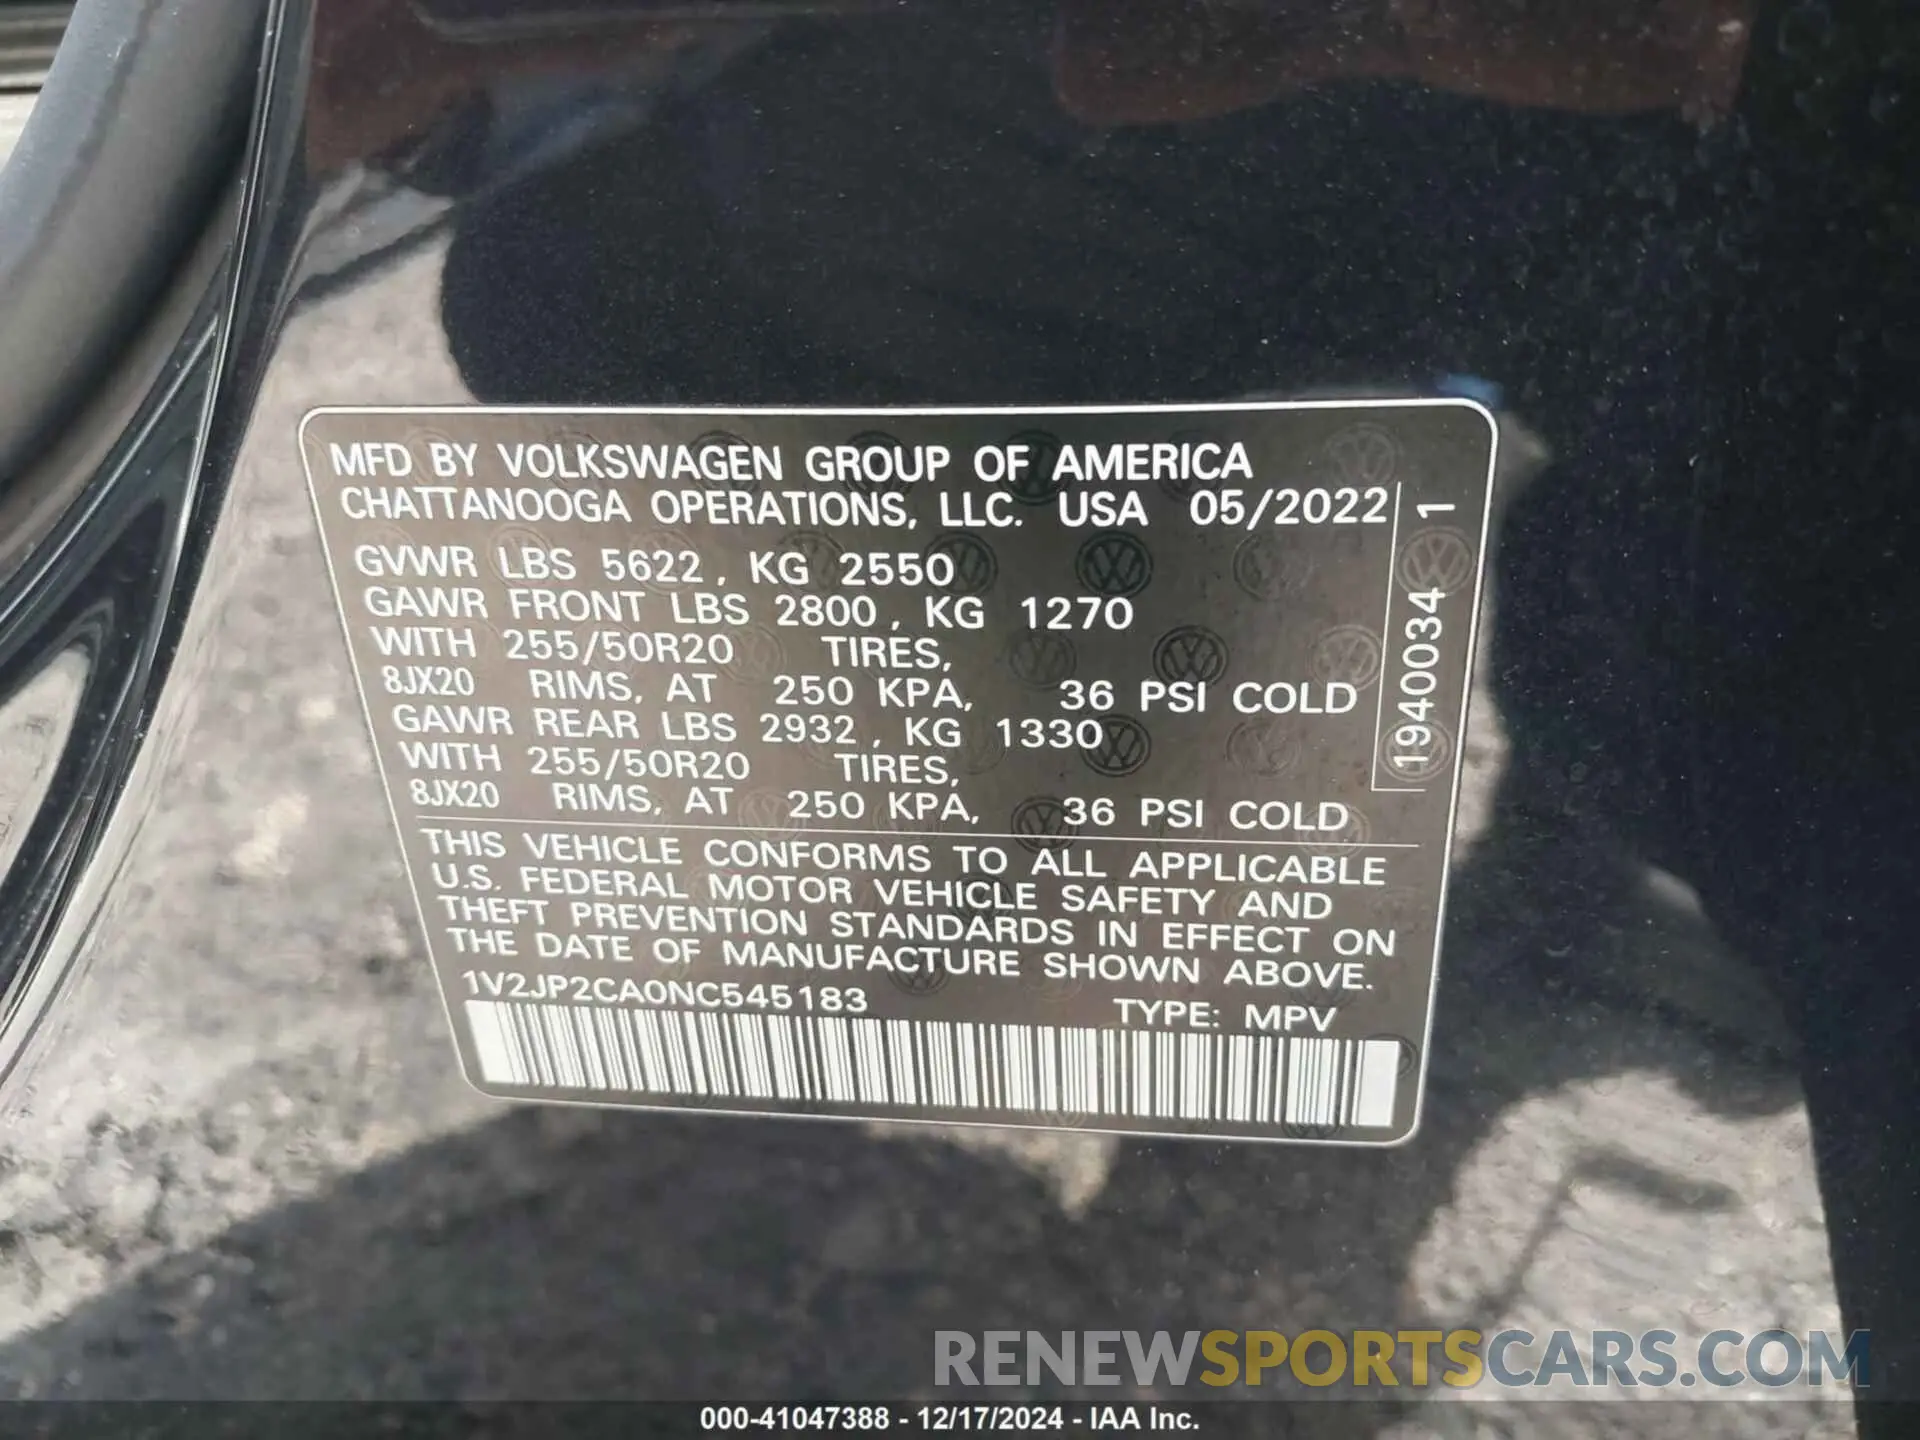 MFD BY VOLKSWAGEN GROUP OF AMERICA
CHATTANOOGA OPERATIONS, LLC. USA 05/2022
GVWR LBS 5622, KG 2550
GAWR FRONT LBS 2800, KG 1270
WITH 255/50R20 TIRES,
8JX20 RIMS, AT 250 KPA, 36 PSI COLD
GAWR REAR LBS 2932, KG 1330
WITH 255/50R20 TIRES,
8JX20 RIMS, AT 250 KPA, 36 PSI COLD
19400034 1
THIS VEHICLE CONFORMS TO ALL APPLICABLE
U.S. FEDERAL MOTOR VEHICLE SAFETY AND
THEFT PREVENTION STANDARDS IN EFFECT ON
THE DATE OF MANUFACTURE SHOWN ABOVE.
1V2JP2CA0NC545183 TYPE: MPV
RENEWSPORTSCARS.COM
000-41047388 - 12/17/2024 - IAA Inc.